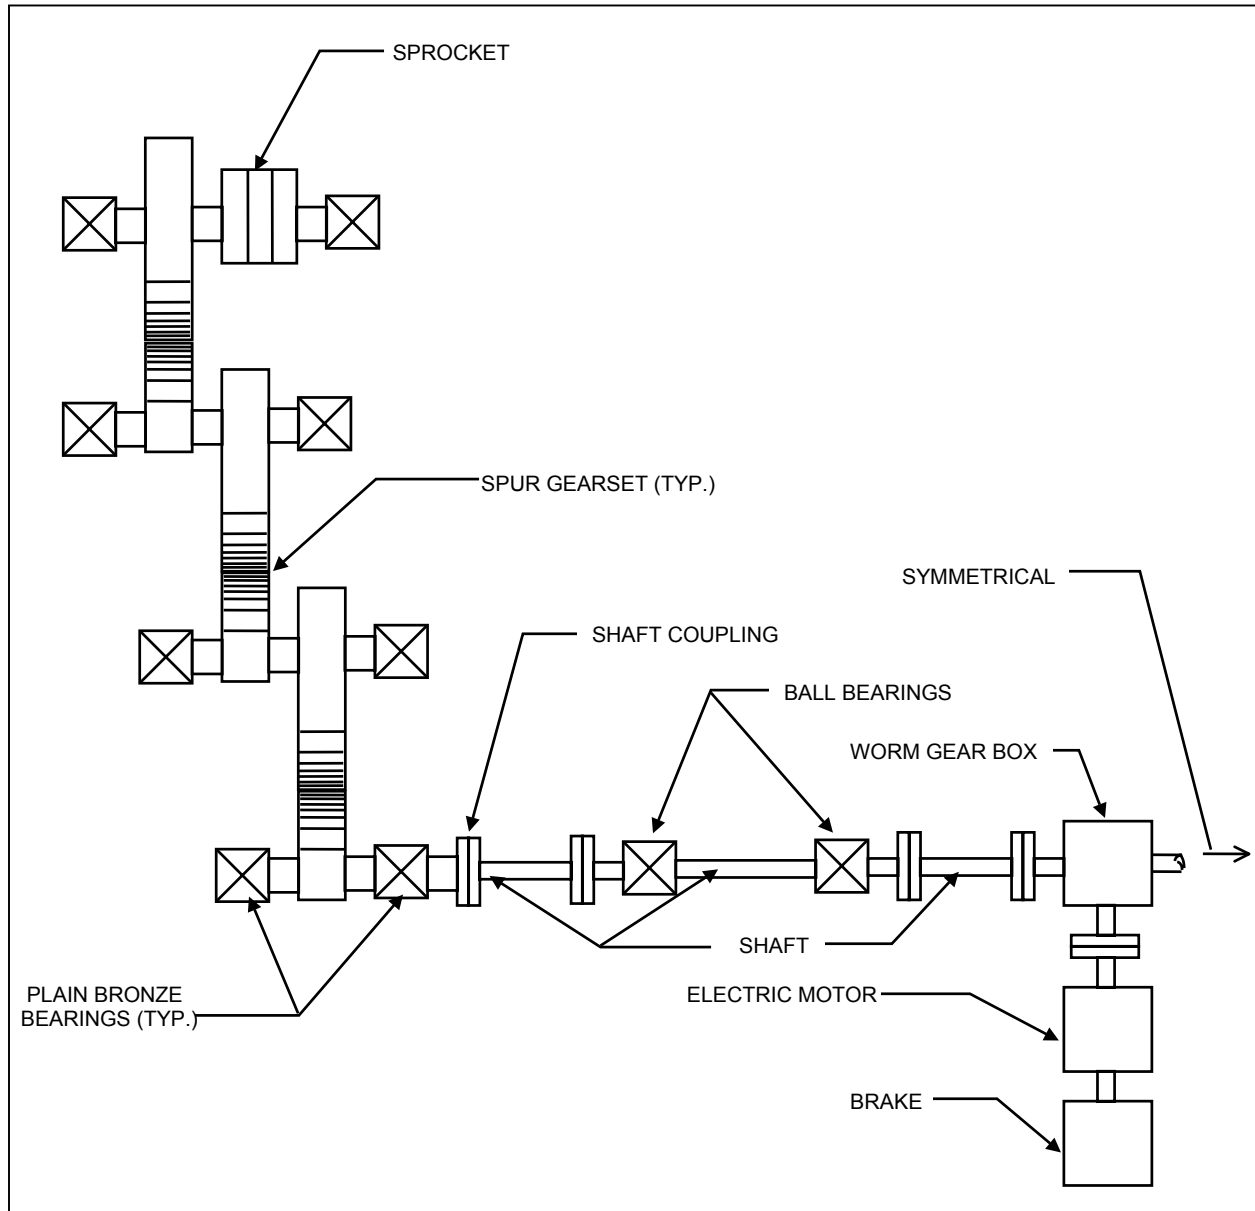 SPROCKET
SPUR GEARSET (TYP.)
SYMMETRICAL
SHAFT COUPLING
BALL BEARINGS
WORM GEAR BOX
SHAFT
PLAIN BRONZE
BEARINGS (TYP.)
ELECTRIC MOTOR
BRAKE